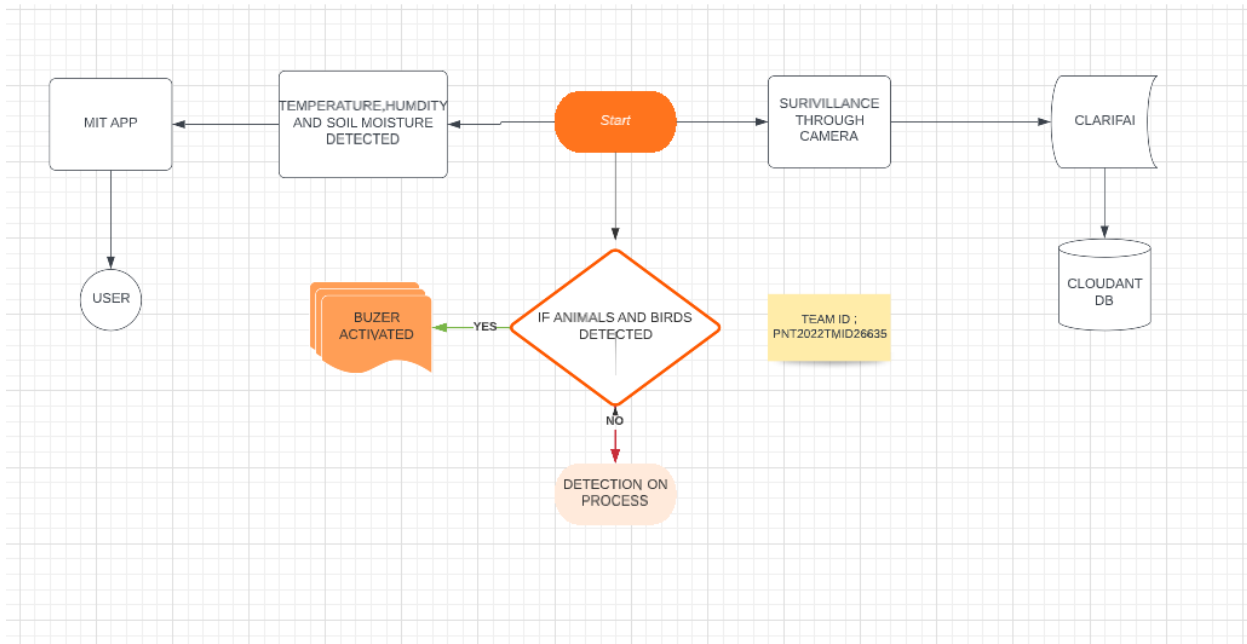 MIT APP
TEMPERATURE,HUMDITY
AND SOIL MOISTURE
DETECTED
Start
SURIVILLANCE
THROUGH
CAMERA
CLARIFAI
USER
BUZER
ACTIVATED
YES
IF ANIMALS AND BIRDS
DETECTED
TEAM ID ;
PNT2022TMID26635
CLOUDANT
DB
NO
DETECTION ON
PROCESS